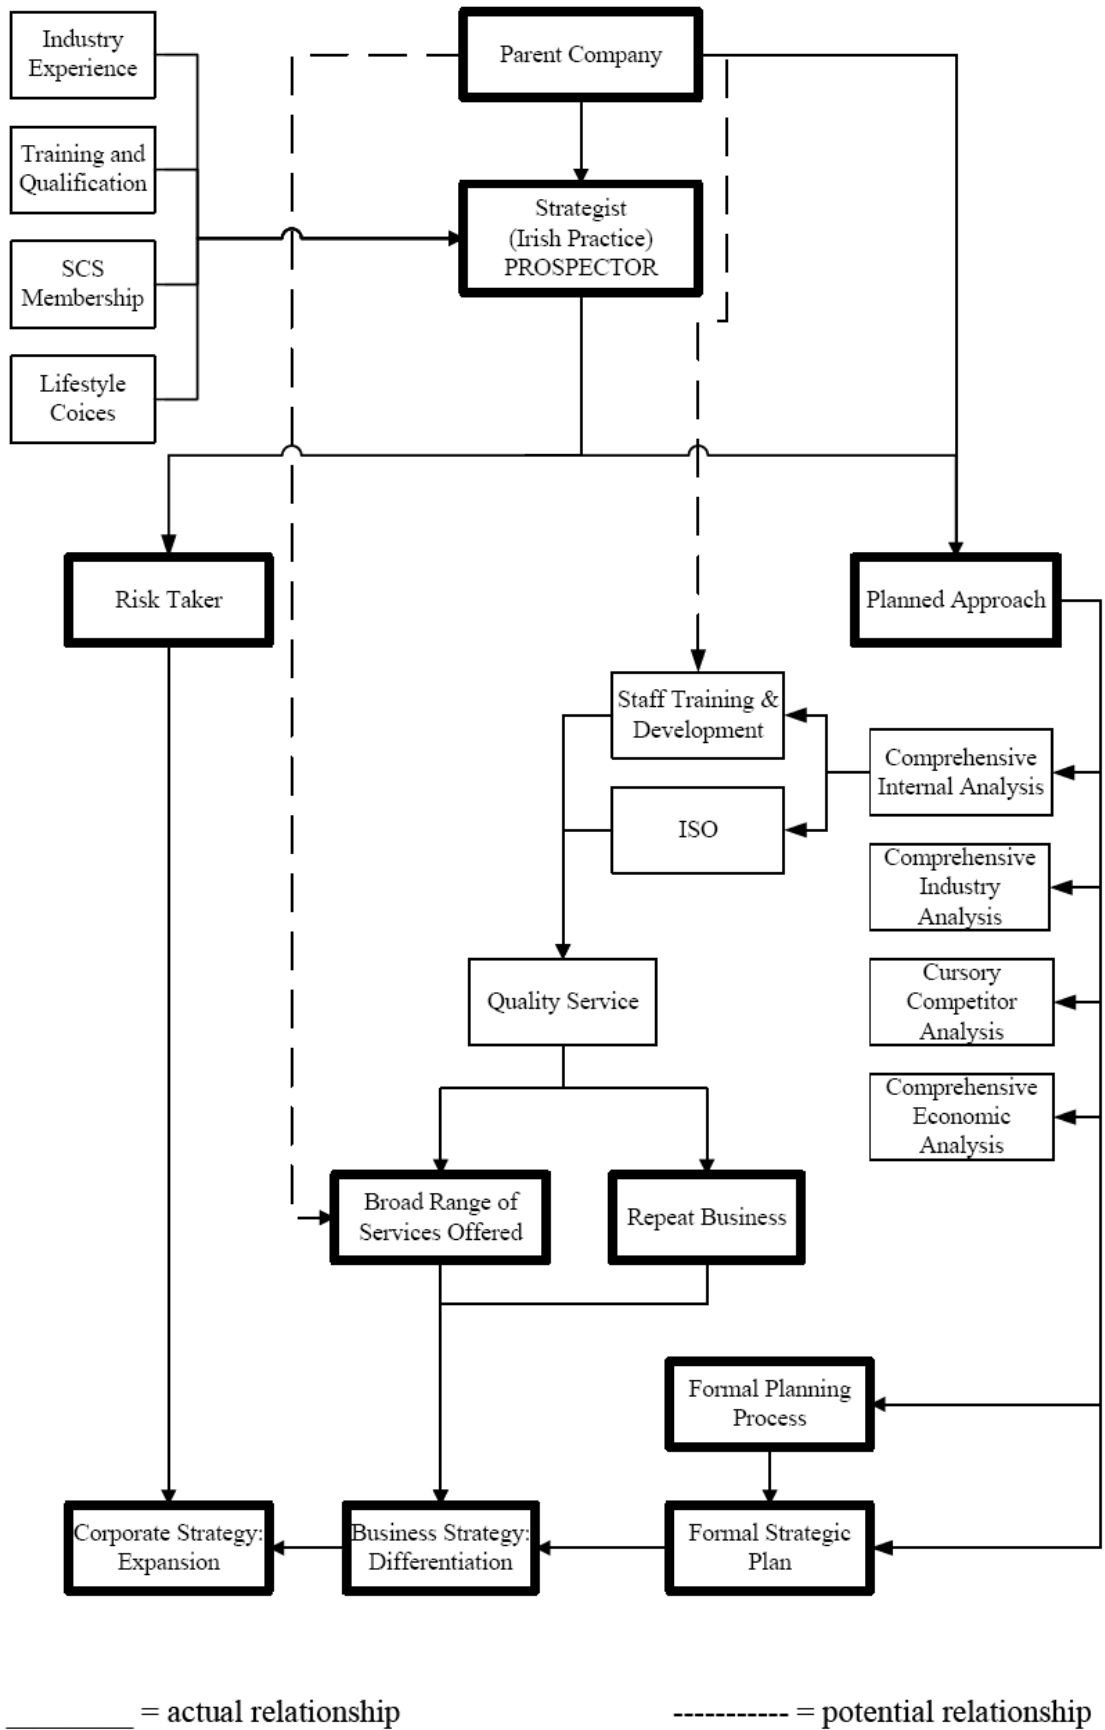 Industry
Experience
Parent Company
Training and
Qualification
Strategist
(Irish Practice)
PROSPECTOR
SCS
Membership
Lifestyle
Coices
Risk Taker
Planned Approach
Staff Training &
Development
Comprehensive
Internal Analysis
ISO
Comprehensive
Industry
Analysis
Quality Service
Cursory
Competitor
Analysis
Comprehensive
Economic
Analysis
Broad Range of
Services Offered
Repeat Business
Formal Planning
Process
Corporate Strategy:
Expansion
Business Strategy:
Differentiation
Formal Strategic
Plan
_________ = actual relationship
----------- = potential relationship